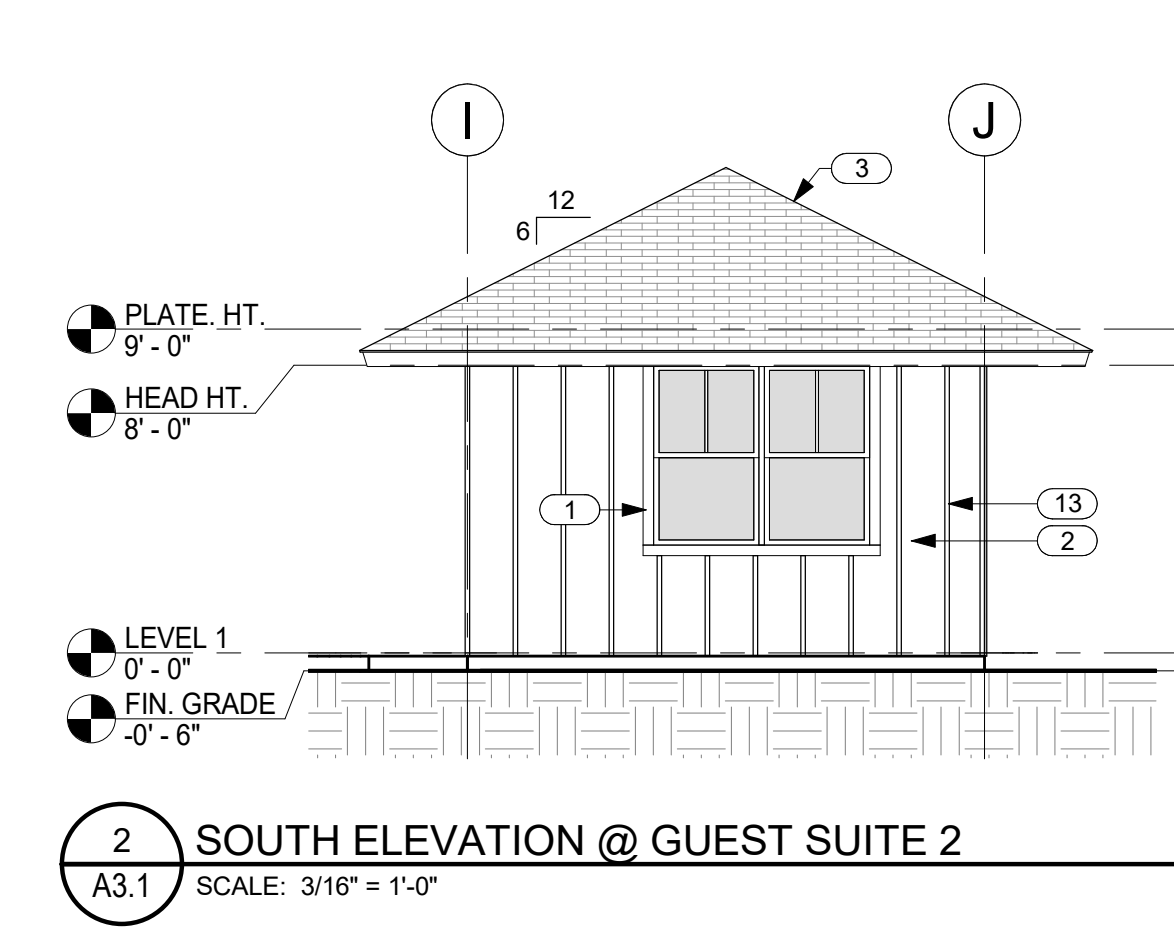 I
J
3
12
6
PLATE. HT.
9' - 0"
HEAD HT.
8' - 0"
1
13
2
LEVEL 1
0' - 0"
FIN. GRADE
-0' - 6"
2
SOUTH ELEVATION @ GUEST SUITE 2
A3.1
SCALE: 3/16" = 1'-0"